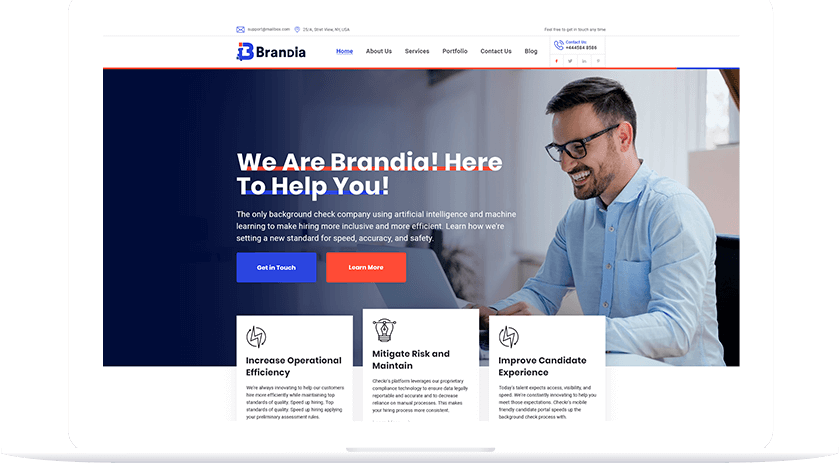 support@mailbox.com 25/A, Strat View, NY, USA Feel free to get in touch any time
Brandia Home About Us Services Portfolio Contact Us Blog
Contact Us:
+444584 8586
We Are Brandia! Here
To Help You!
The only background check company using artificial intelligence and machine
learning to make hiring more inclusive and more efficient. Learn how we're
setting a new standard for speed, accuracy, and safety.
Get in Touch Learn More
Increase Operational
Efficiency
We're always innovating to help our customers
hire more efficiently while maintaining top
standards of quality. Speed up hiring. Top
standards of quality. Speed up hiring applying
your preliminary assessment rules.
Mitigate Risk and
Maintain
Checkr's platform leverages our proprietary
compliance technology to ensure data legally
reportable and accurate and to decrease
reliance on manual processes. This makes
your hiring process more consistent,
Improve Candidate
Experience
Today's talent expects access, visibility, and
speed. We're constantly innovating to help you
meet those expectations. Checkr's mobile
friendly candidate portal speeds up the
background check process with.